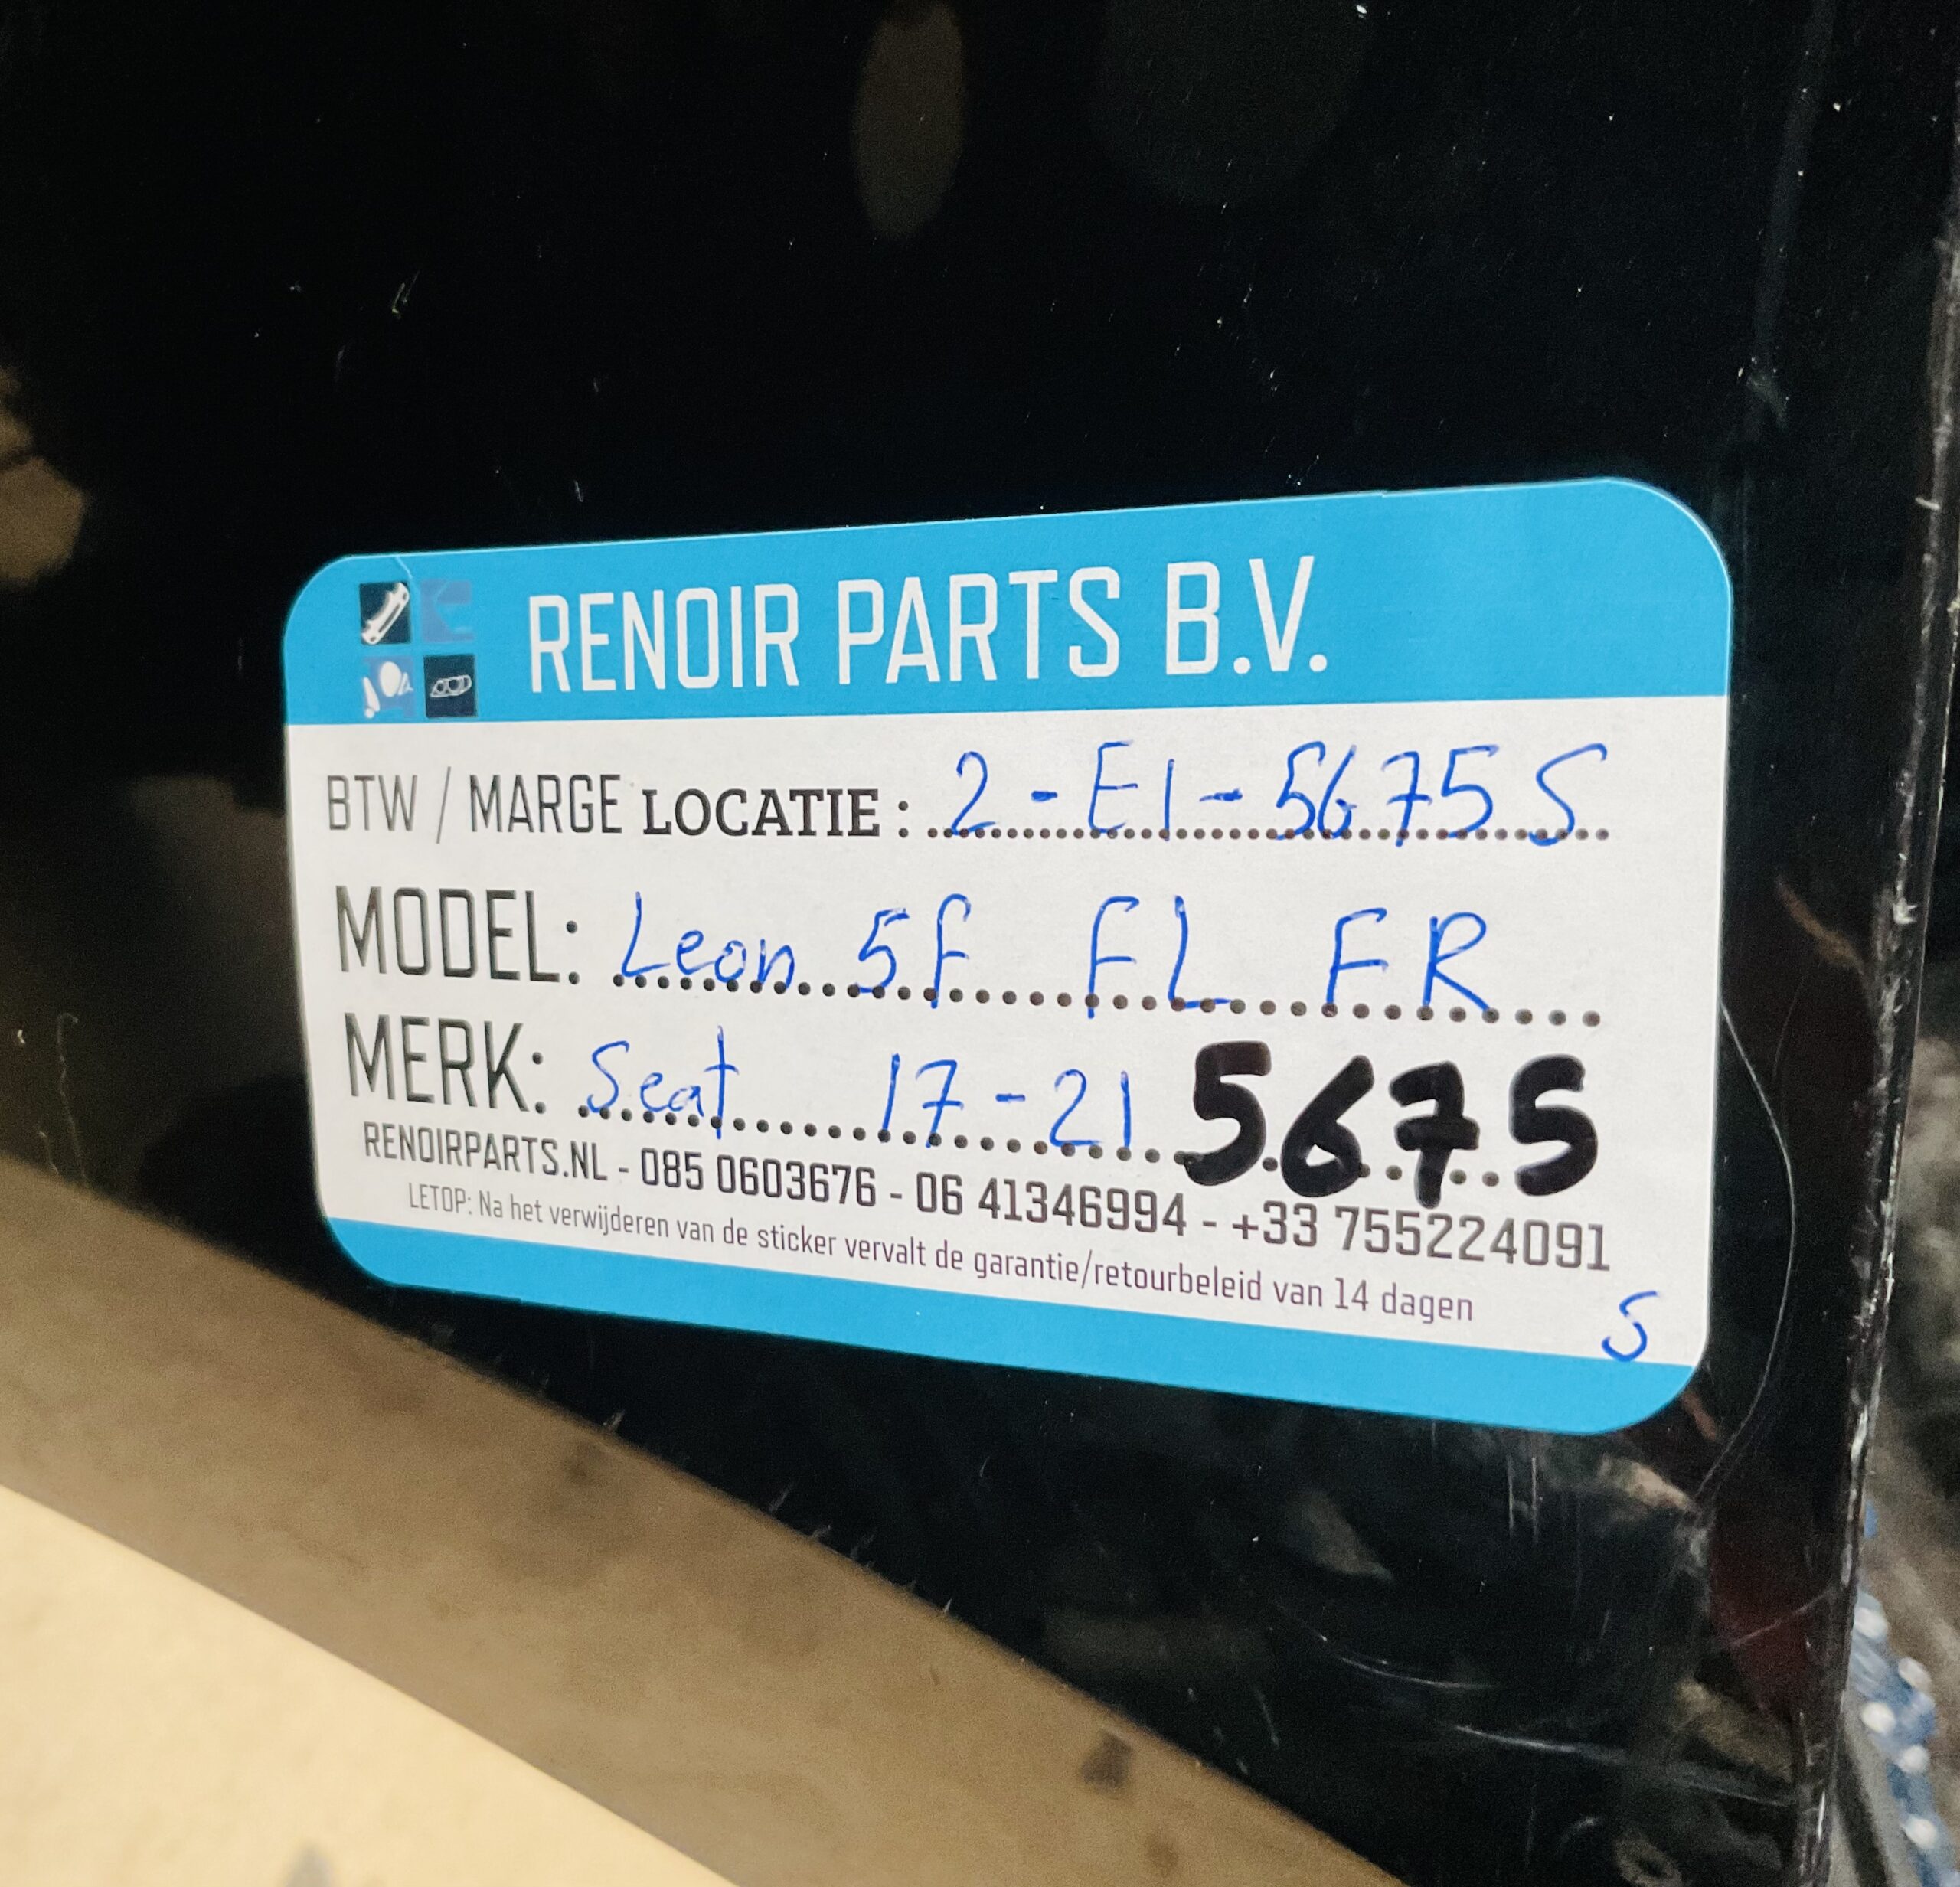 RENOIR PARTS B.V.
BTW / MARGE LOCATIE : 2-E1-5675S
MODEL: Leon 5F FL FR
MERK: Seat 17-21 5675
RENOIRPARTS.NL - 085 0603676 - 06 41346994 - +33 755224091
LETOP: Na het verwijderen van de sticker vervalt de garantie/retourbeleid van 14 dagen
S